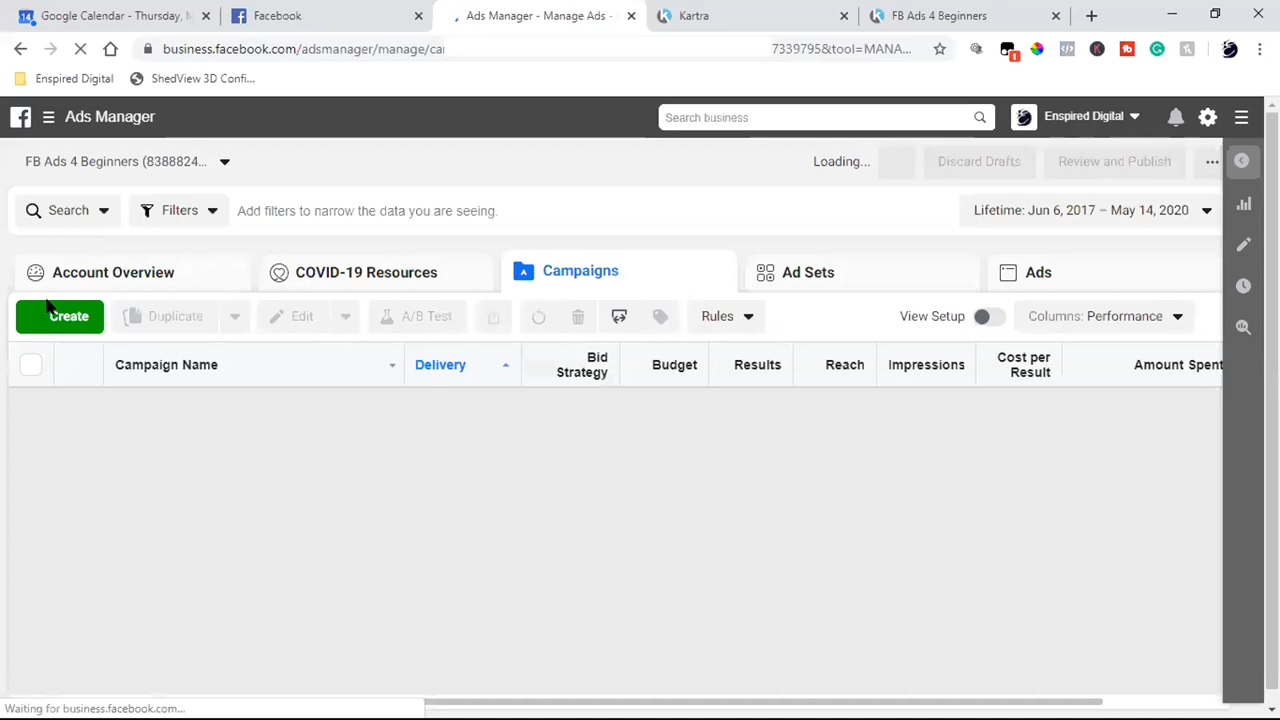 Google Calendar - Thursday, M
Facebook
Ads Manager - Manage Ads -
Kartra
FB Ads 4 Beginners
business.facebook.com/adsmanager/manage/car
7339795&tool=MANA...
1
Enspired Digital
ShedView 3D Confi...
Ads Manager
Search business
Enspired Digital
FB Ads 4 Beginners (8388824...
Loading...
Discard Drafts
Review and Publish
Search
Filters
Add filters to narrow the data you are seeing.
Lifetime: Jun 6, 2017 – May 14, 2020
Account Overview
COVID-19 Resources
Campaigns
Ad Sets
Ads
Create
Duplicate
Edit
A/B Test
Rules
View Setup
Columns: Performance
Campaign Name
Delivery
Bid
Strategy
Budget
Results
Reach
Impressions
Cost per
Result
Amount Spent
Waiting for business.facebook.com...